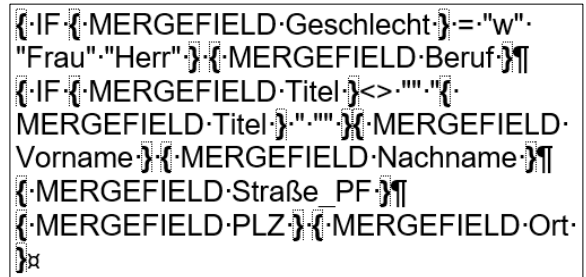 {·IF·{·MERGEFIELD·Geschlecht·}·=·"w"·
"Frau"·"Herr"·}·{·MERGEFIELD·Beruf·}¶
{·IF·{·MERGEFIELD·Titel·}<>·""·"{·
MERGEFIELD·Titel·}·"·""·}{·MERGEFIELD·
Vorname·}·{·MERGEFIELD·Nachname·}¶
{·MERGEFIELD·Straße_PF·}¶
{·MERGEFIELD·PLZ·}·{·MERGEFIELD·Ort·
}¤